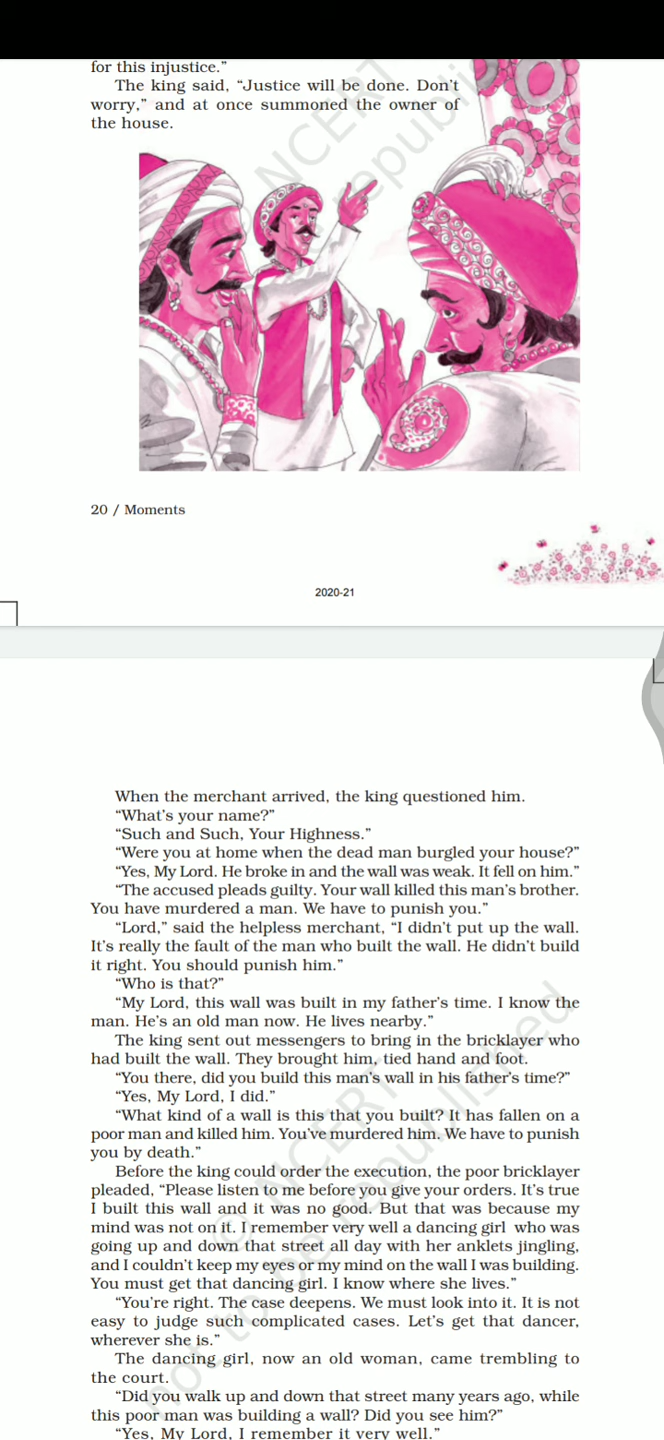 for this injustice.”
The king said, “Justice will be done. Don’t
worry,” and at once summoned the owner of
the house.
© NCERT
not to be republished
20 / Moments
2020-21
When the merchant arrived, the king questioned him.
“What’s your name?”
“Such and Such, Your Highness.”
“Were you at home when the dead man burgled your house?”
“Yes, My Lord. He broke in and the wall was weak. It fell on him.”
“The accused pleads guilty. Your wall killed this man’s brother.
You have murdered a man. We have to punish you.”
“Lord,” said the helpless merchant, “I didn’t put up the wall.
It’s really the fault of the man who built the wall. He didn’t build
it right. You should punish him.”
“Who is that?”
“My Lord, this wall was built in my father’s time. I know the
man. He’s an old man now. He lives nearby.”
The king sent out messengers to bring in the bricklayer who
had built the wall. They brought him, tied hand and foot.
“You there, did you build this man’s wall in his father’s time?”
“Yes, My Lord, I did.”
“What kind of a wall is this that you built? It has fallen on a
poor man and killed him. You’ve murdered him. We have to punish
you by death.”
Before the king could order the execution, the poor bricklayer
pleaded, “Please listen to me before you give your orders. It’s true
I built this wall and it was no good. But that was because my
mind was not on it. I remember very well a dancing girl who was
going up and down that street all day with her anklets jingling,
and I couldn’t keep my eyes or my mind on the wall I was building.
You must get that dancing girl. I know where she lives.”
“You’re right. The case deepens. We must look into it. It is not
easy to judge such complicated cases. Let’s get that dancer,
wherever she is.”
The dancing girl, now an old woman, came trembling to
the court.
“Did you walk up and down that street many years ago, while
this poor man was building a wall? Did you see him?”
“Yes, My Lord, I remember it very well.”
© NCERT
not to be republished